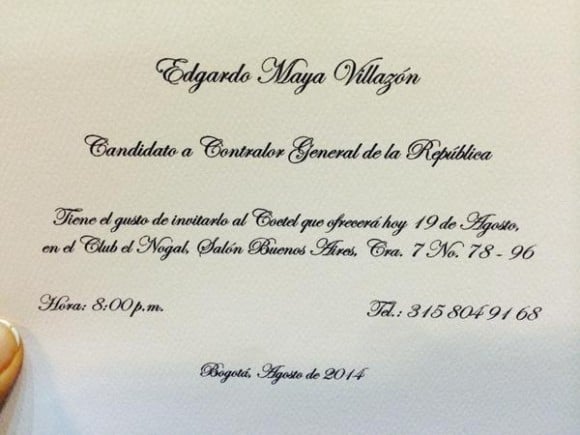 Edgardo Maya Villazón
Candidato a Contralor General de la República
Tiene el gusto de invitarlo al Coctel que ofrecerá hoy 19 de Agosto,
en el Club el Nogal, Salón Buenos Aires, Cra. 7 No. 78 - 96
Hora: 8:00p.m.
Tel.: 315 804 91 68
Bogotá, Agosto de 2014